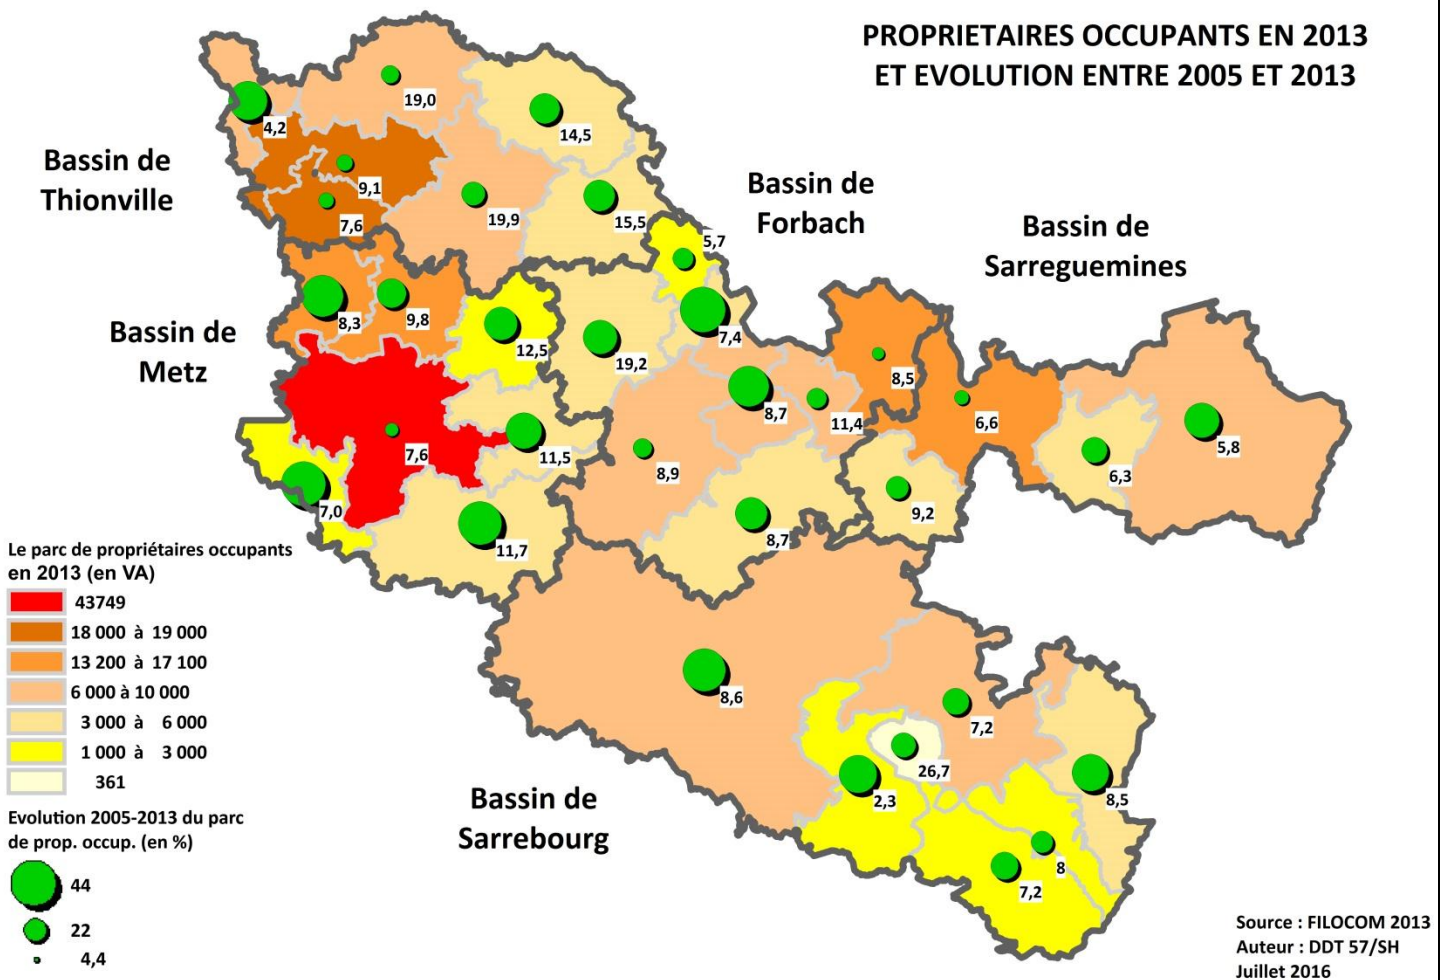 PROPRIETAIRES OCCUPANTS EN 2013
ET EVOLUTION ENTRE 2005 ET 2013
Bassin de
Thionville
Bassin de
Forbach
Bassin de
Sarreguemines
Bassin de
Metz
Bassin de
Sarrebourg
19,0
4,2
14,5
9,1
7,6
19,9
15,5
5,7
8,3
9,8
12,5
19,2
7,4
8,5
8,7
11,4
6,6
5,8
7,6
11,5
8,9
6,3
7,0
9,2
11,7
8,7
8,6
7,2
26,7
2,3
8,5
8
7,2
Le parc de propriétaires occupants
en 2013 (en VA)
43749
18 000 à 19 000
13 200 à 17 100
6 000 à 10 000
3 000 à 6 000
1 000 à 3 000
361
Evolution 2005-2013 du parc
de prop. occup. (en %)
44
22
4,4
Source : FILOCOM 2013
Auteur : DDT 57/SH
Juillet 2016